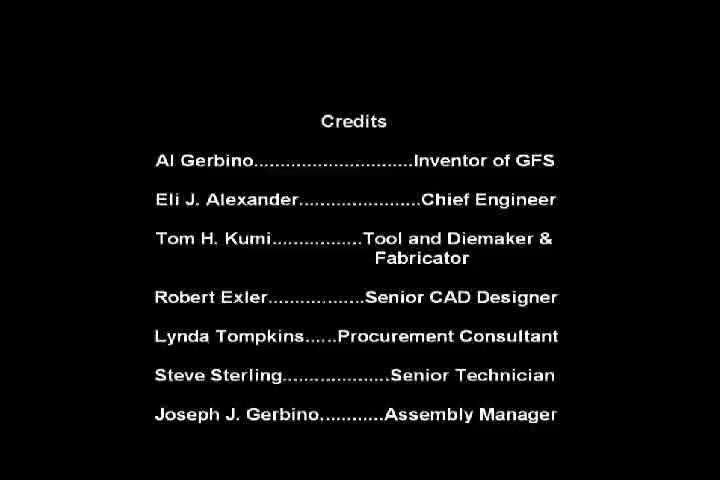 Credits
Al Gerbino..............................Inventor of GFS
Eli J. Alexander.......................Chief Engineer
Tom H. Kumi.................Tool and Diemaker &
Fabricator
Robert Exler..................Senior CAD Designer
Lynda Tompkins......Procurement Consultant
Steve Sterling....................Senior Technician
Joseph J. Gerbino............Assembly Manager